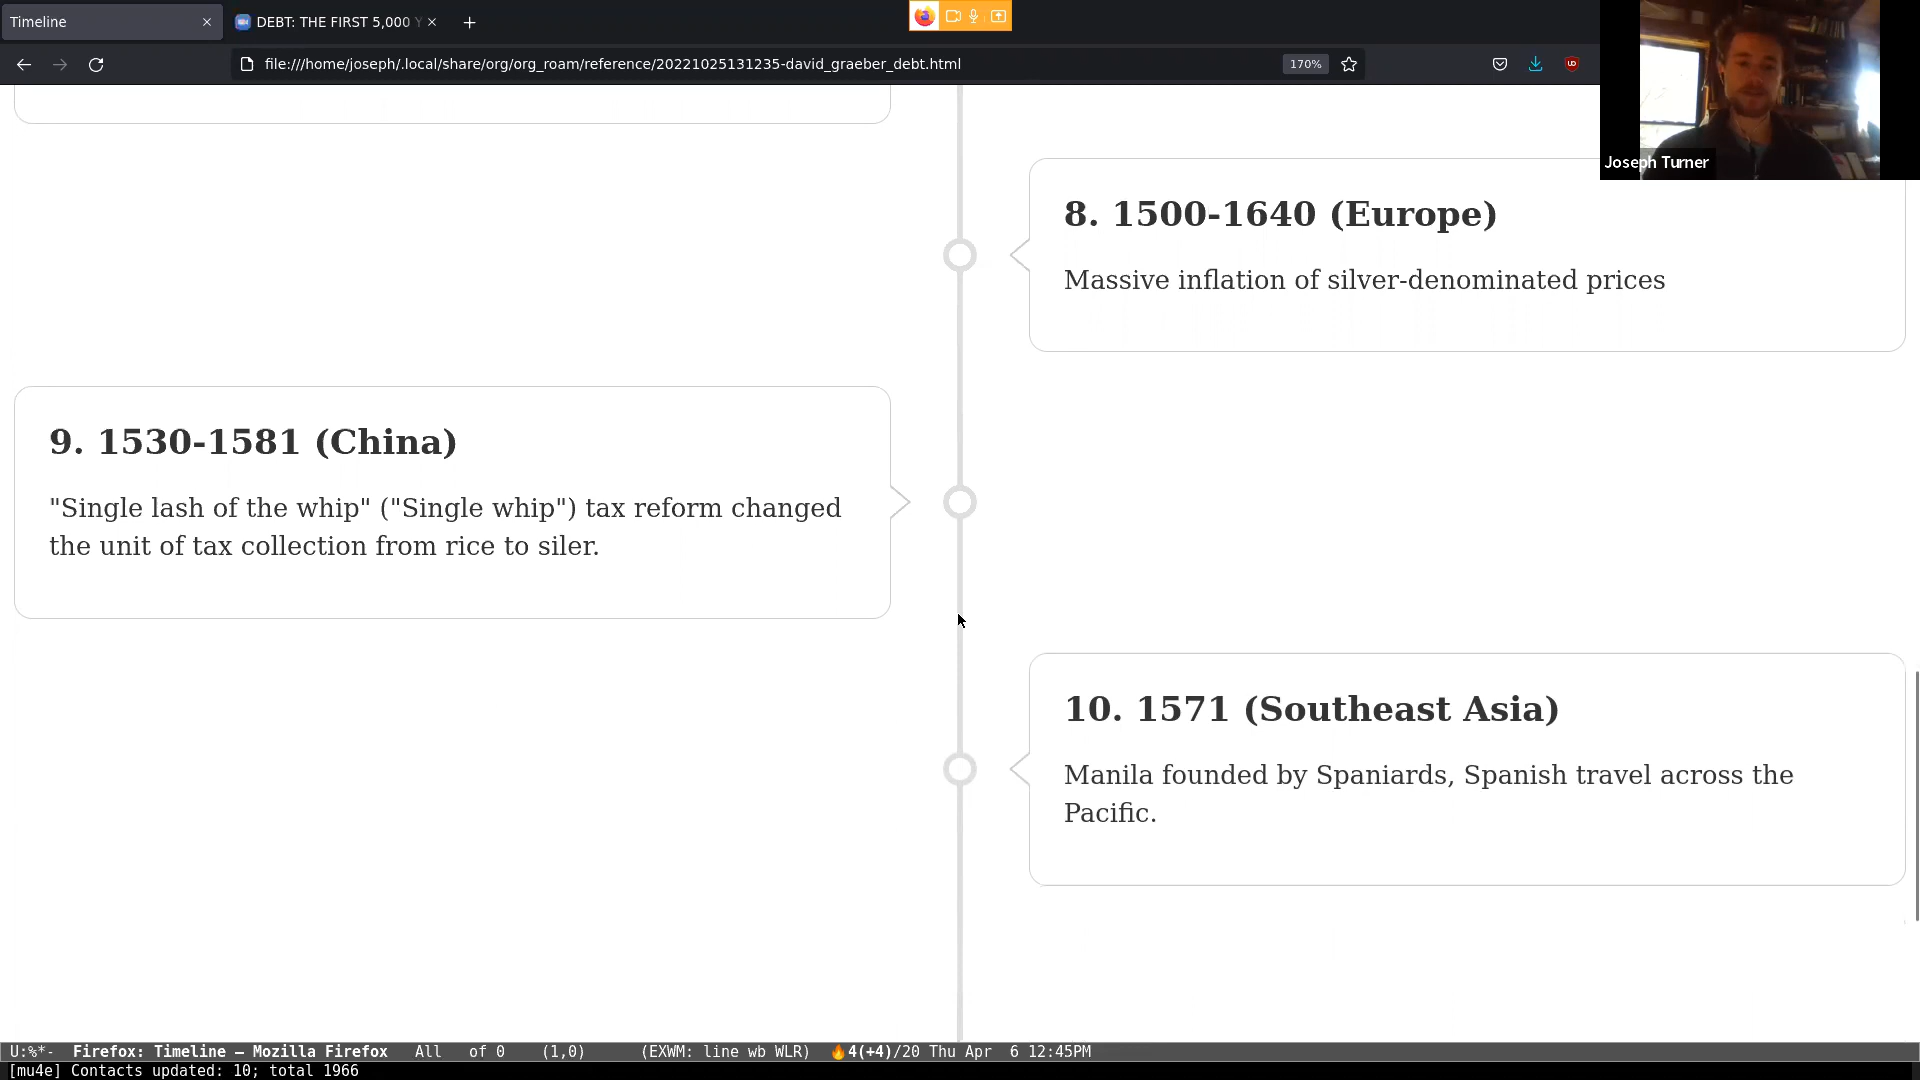 Timeline
DEBT: THE FIRST 5,000 Y
file:///home/joseph/.local/share/org/org_roam/reference/20221025131235-david_graeber_debt.html
170%
Joseph Turner
8. 1500-1640 (Europe)
Massive inflation of silver-denominated prices
9. 1530-1581 (China)
"Single lash of the whip" ("Single whip") tax reform changed
the unit of tax collection from rice to siler.
10. 1571 (Southeast Asia)
Manila founded by Spaniards, Spanish travel across the
Pacific.
U:%*-  Firefox: Timeline — Mozilla Firefox   All   of 0    (1,0)     (EXWM: line wb WLR)  🔥4(+4)/20 Thu Apr  6 12:45PM
[mu4e] Contacts updated: 10; total 1966